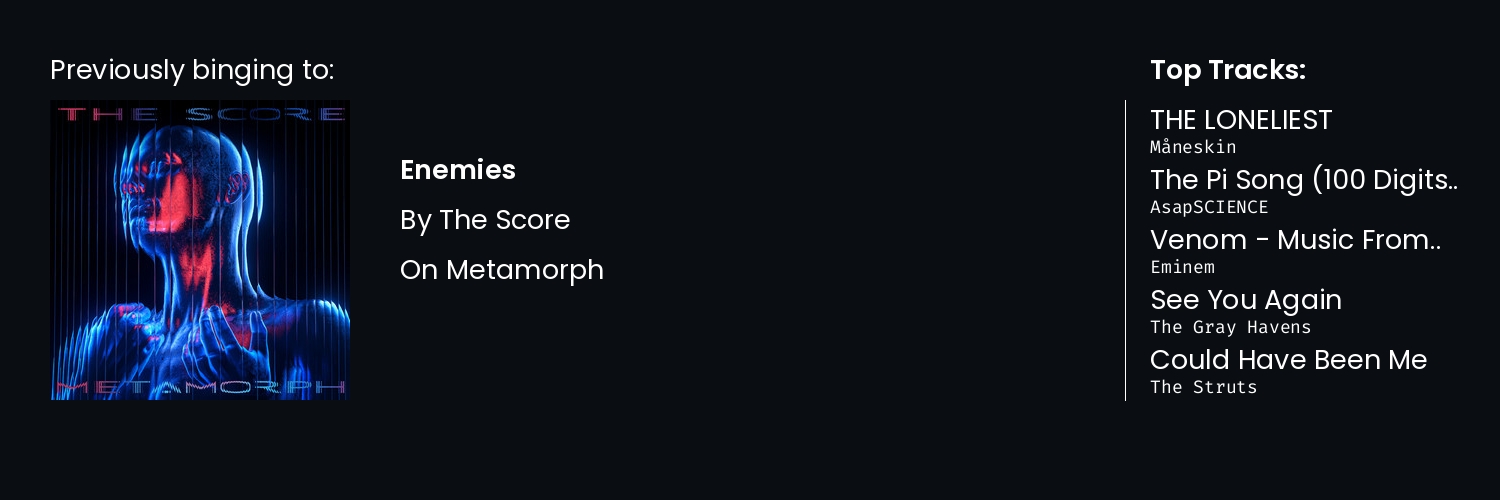 Previously binging to:
THE SCORE
METAMORPH
Enemies
By The Score
On Metamorph
Top Tracks:
THE LONELIEST
Måneskin
The Pi Song (100 Digits..
AsapSCIENCE
Venom - Music From..
Eminem
See You Again
The Gray Havens
Could Have Been Me
The Struts